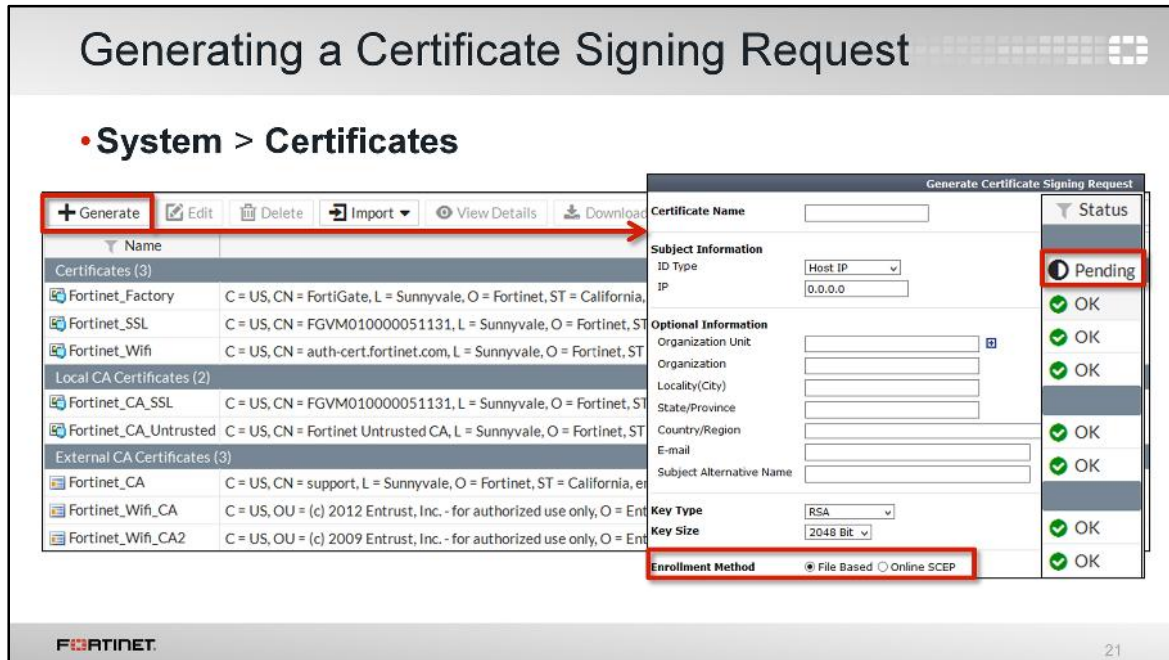 Generating a Certificate Signing Request
• System > Certificates
Generate Edit Delete Import View Details Download
Name
Certificates (3)
Fortinet_Factory C = US, CN = FortiGate, L = Sunnyvale, O = Fortinet, ST = California,
Fortinet_SSL C = US, CN = FGVM010000051131, L = Sunnyvale, O = Fortinet, ST
Fortinet_Wifi C = US, CN = auth-cert.fortinet.com, L = Sunnyvale, O = Fortinet, ST
Local CA Certificates (2)
Fortinet_CA_SSL C = US, CN = FGVM010000051131, L = Sunnyvale, O = Fortinet, ST
Fortinet_CA_Untrusted C = US, CN = Fortinet Untrusted CA, L = Sunnyvale, O = Fortinet, ST
External CA Certificates (3)
Fortinet_CA C = US, CN = support, L = Sunnyvale, O = Fortinet, ST = California, e
Fortinet_Wifi_CA C = US, OU = (c) 2012 Entrust, Inc. - for authorized use only, O = Ent
Fortinet_Wifi_CA2 C = US, OU = (c) 2009 Entrust, Inc. - for authorized use only, O = Ent
Generate Certificate Signing Request
Certificate Name
Subject Information
ID Type Host IP
IP 0.0.0.0
Optional Information
Organization Unit
Organization
Locality(City)
State/Province
Country/Region
E-mail
Subject Alternative Name
Key Type RSA
Key Size 2048 Bit
Enrollment Method File Based Online SCEP
Status
Pending
OK
OK
OK
OK
OK
OK
OK
FORTINET.
21